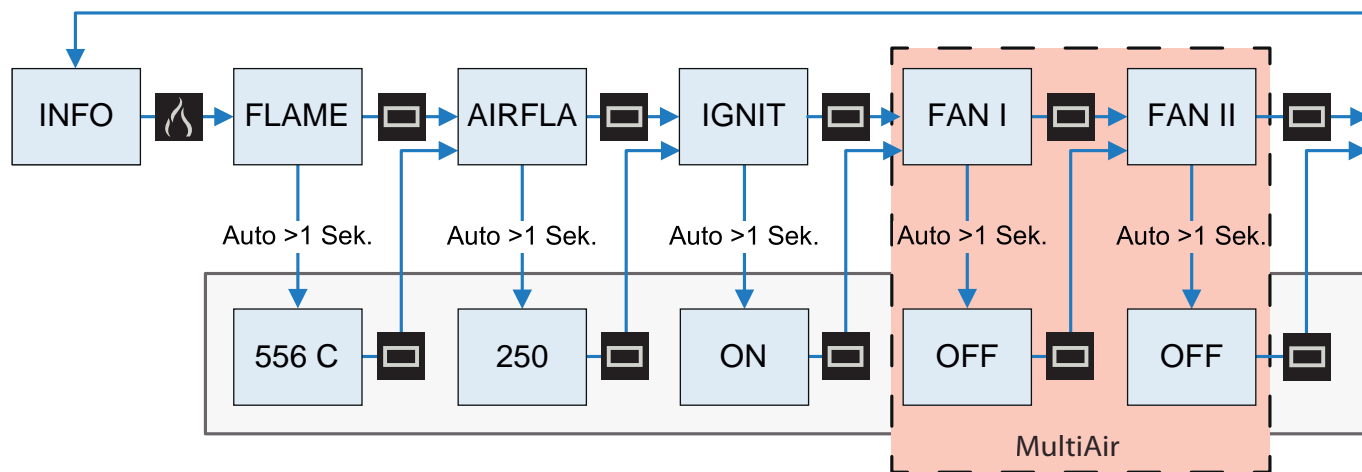 INFO
FLAME
AIRFLA
IGNIT
FAN I
FAN II
Auto >1 Sek.
Auto >1 Sek.
Auto >1 Sek.
Auto >1 Sek.
Auto >1 Sek.
556 C
250
ON
OFF
OFF
MultiAir